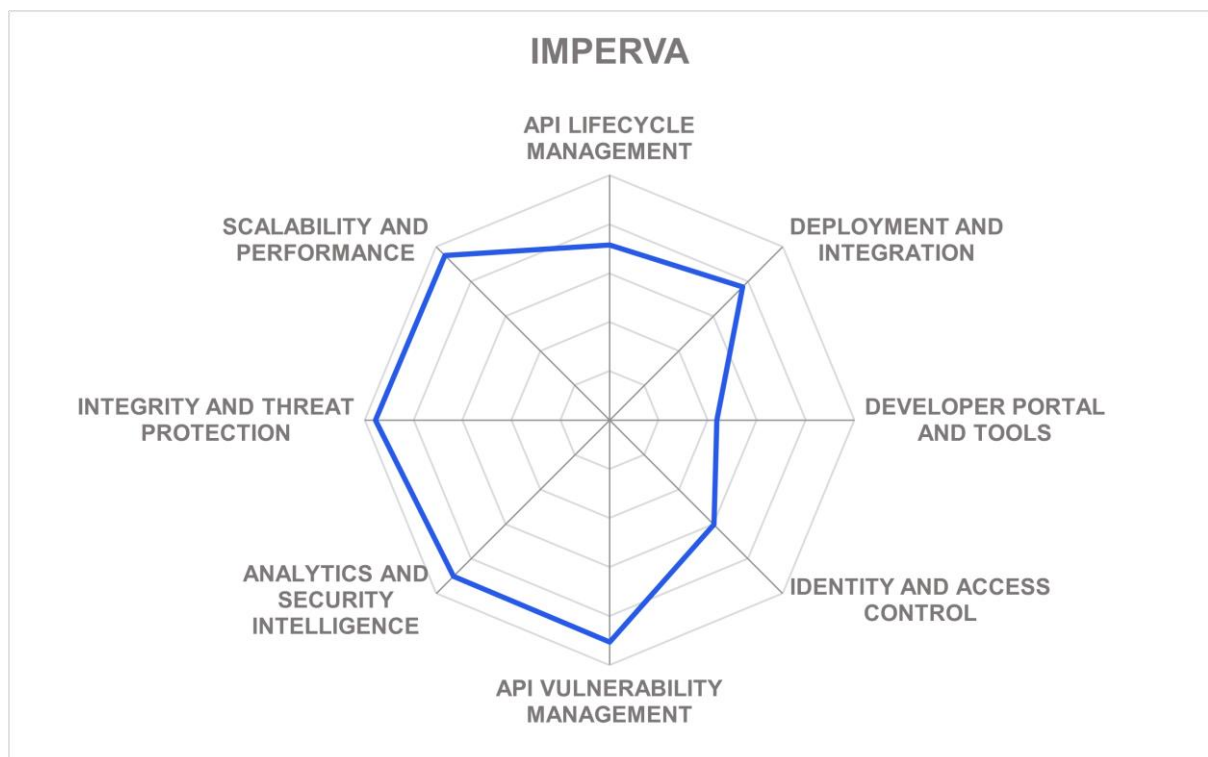 IMPERVA
API LIFECYCLE
MANAGEMENT
SCALABILITY AND
PERFORMANCE
DEPLOYMENT AND
INTEGRATION
INTEGRITY AND THREAT
PROTECTION
DEVELOPER PORTAL
AND TOOLS
ANALYTICS AND
SECURITY
INTELLIGENCE
IDENTITY AND ACCESS
CONTROL
API VULNERABILITY
MANAGEMENT